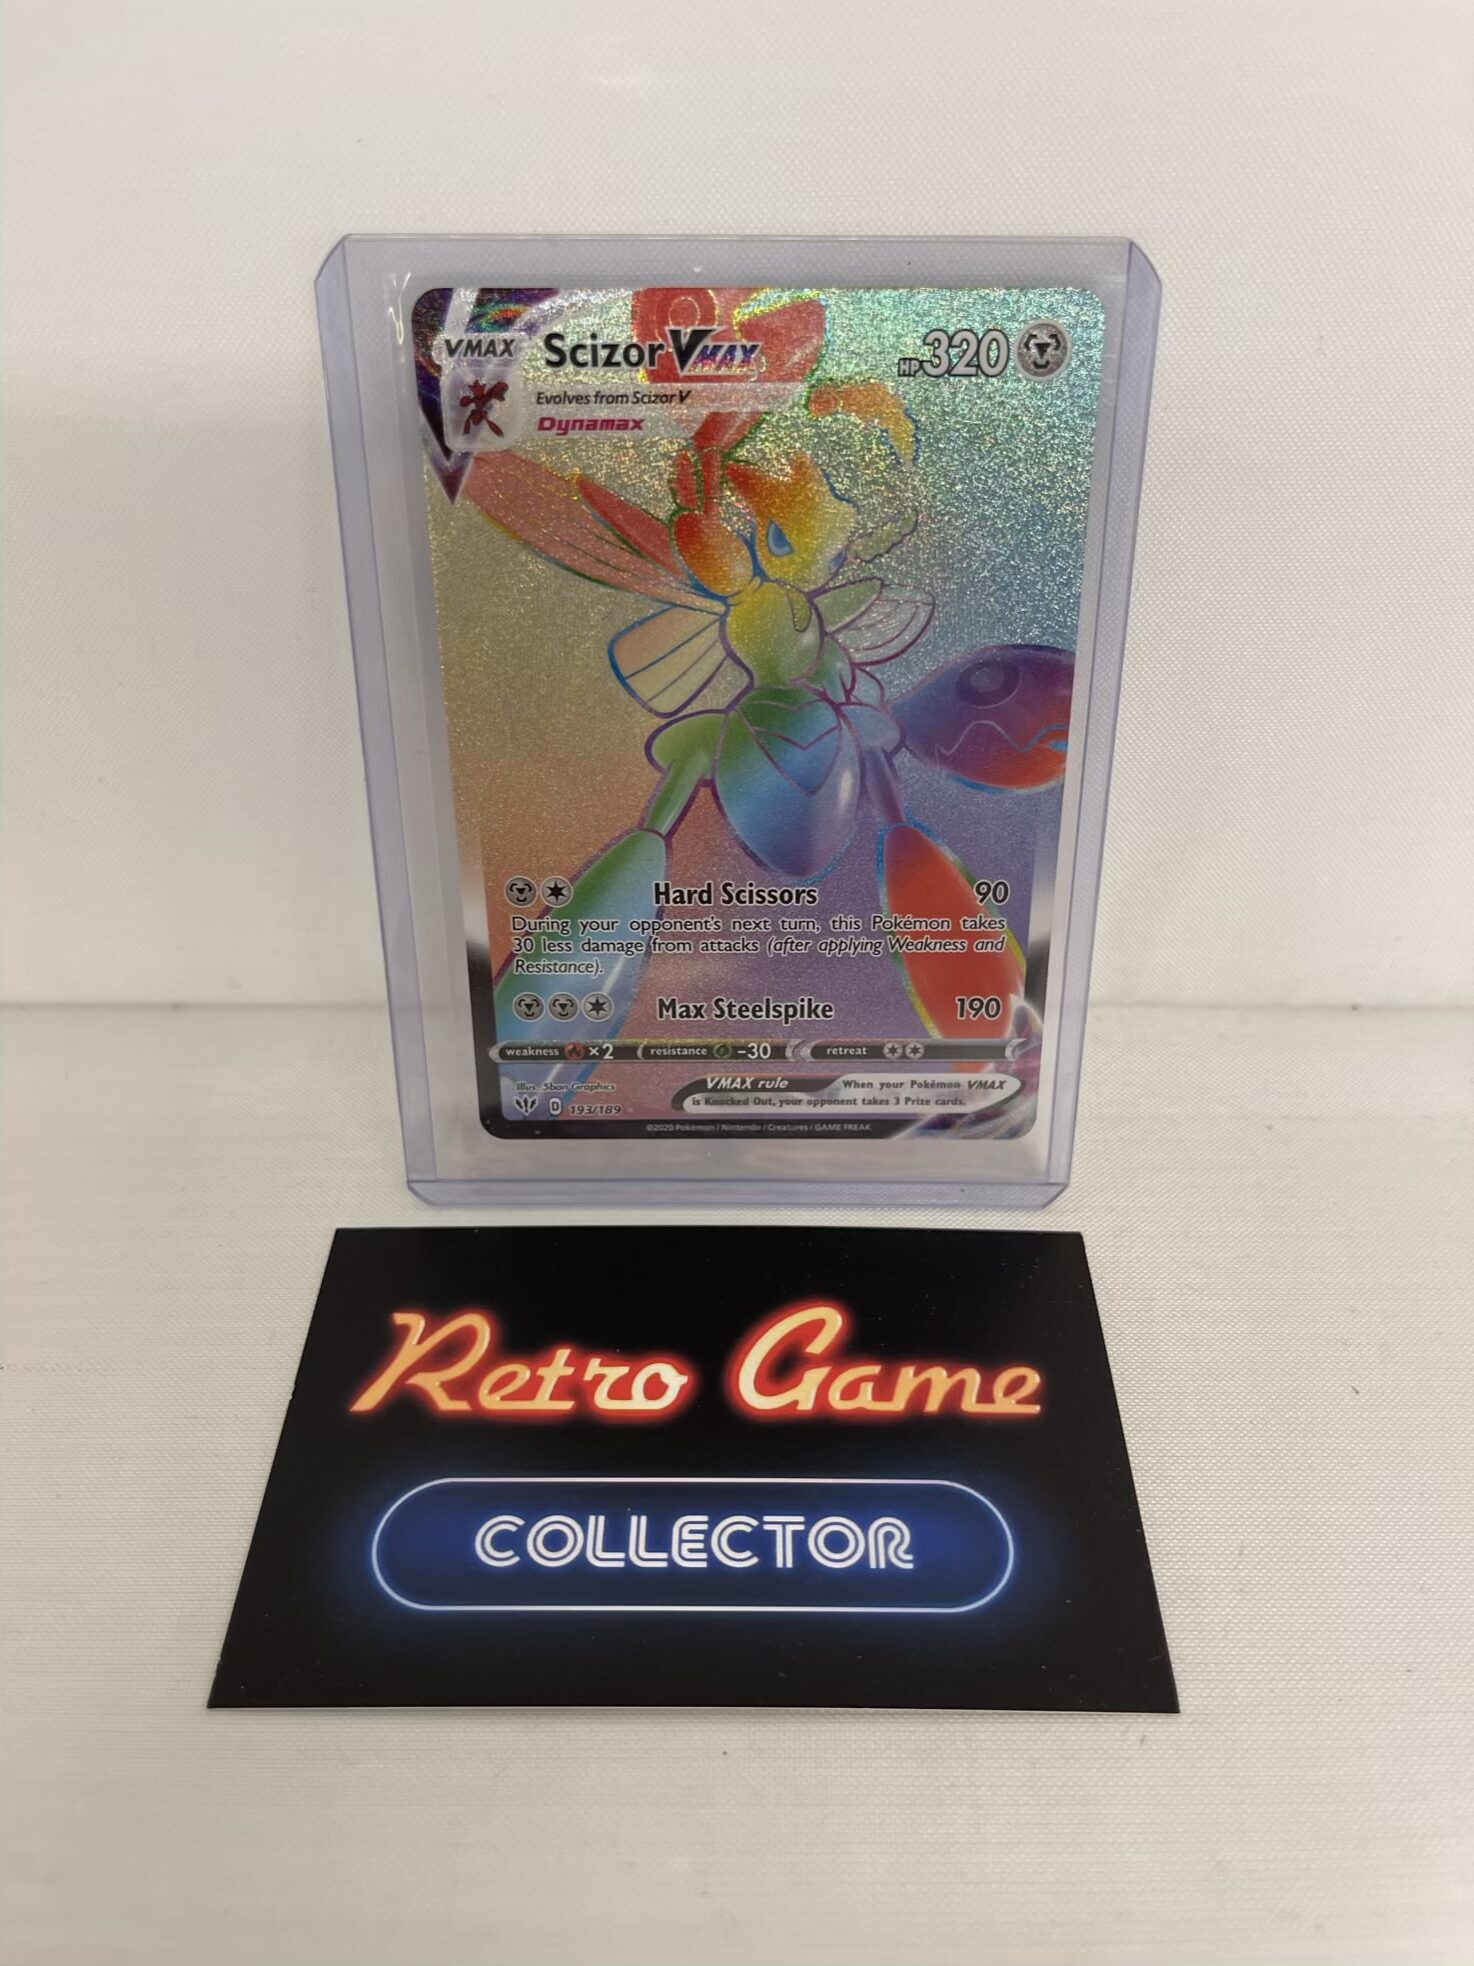 VMAX Scizor VMAX HP 320
Evolves from Scizor V
Dynamax
Hard Scissors 90
During your opponent's next turn, this Pokémon takes
30 less damage from attacks (after applying Weakness and
Resistance).
Max Steelspike 190
weakness ×2 resistance -30 retreat
Illus. 5ban Graphics
VMAX rule When your Pokémon VMAX
is Knocked Out, your opponent takes 3 Prize cards.
D 193/189
©2020 Pokémon / Nintendo / Creatures / GAME FREAK
Retro Game
COLLECTOR